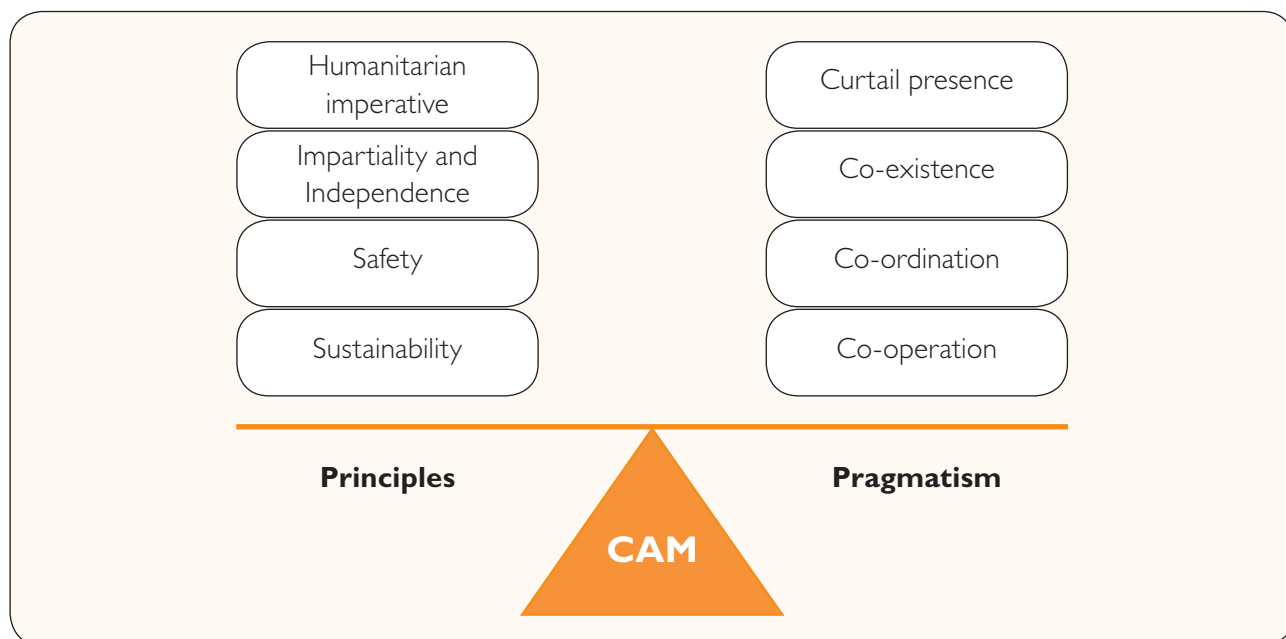 Humanitarian
imperative
Impartiality and
Independence
Safety
Sustainability
Curtail presence
Co-existence
Co-ordination
Co-operation
Principles
Pragmatism
CAM